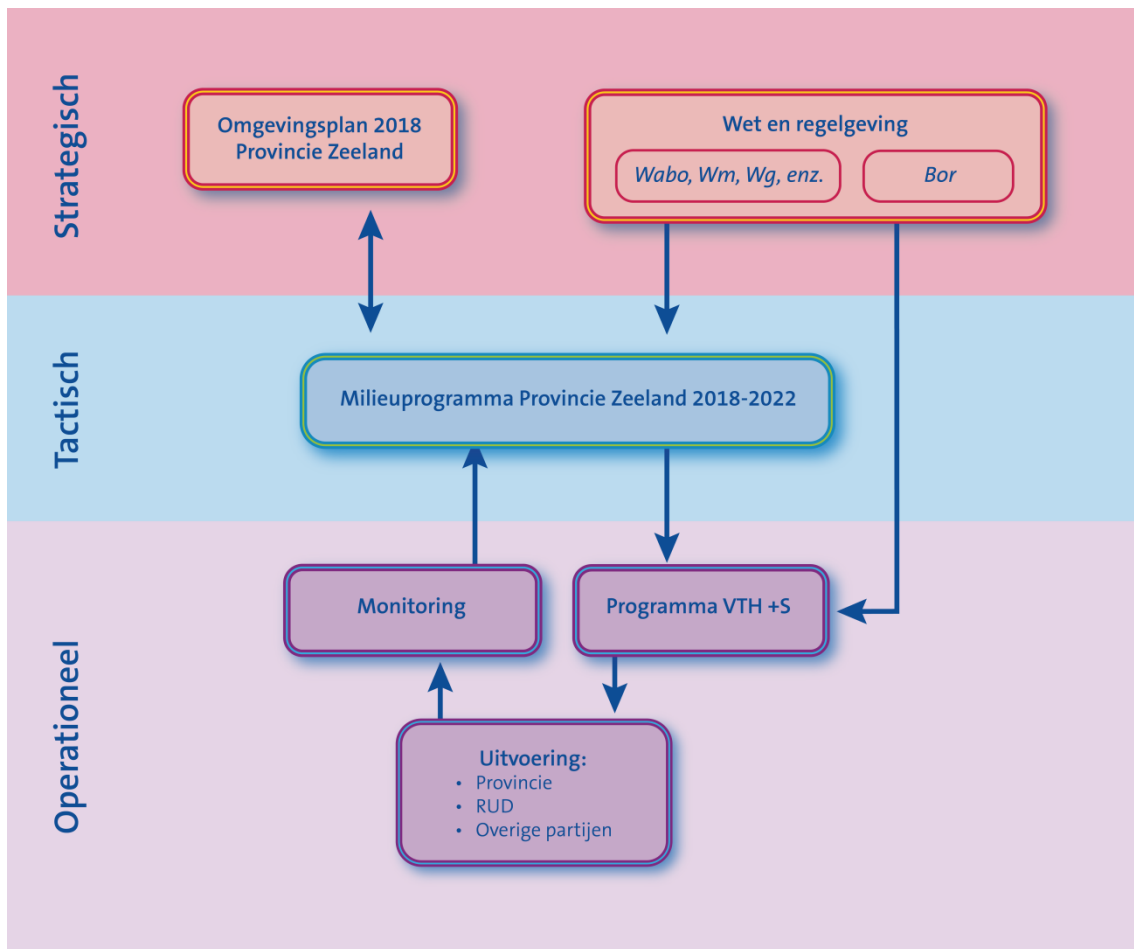 Strategisch
Omgevingsplan 2018
Provincie Zeeland
Wet en regelgeving
Wabo, Wm, Wg, enz.
Bor
Tactisch
Milieuprogramma Provincie Zeeland 2018-2022
Operationeel
Monitoring
Programma VTH +S
Uitvoering:
• Provincie
• RUD
• Overige partijen